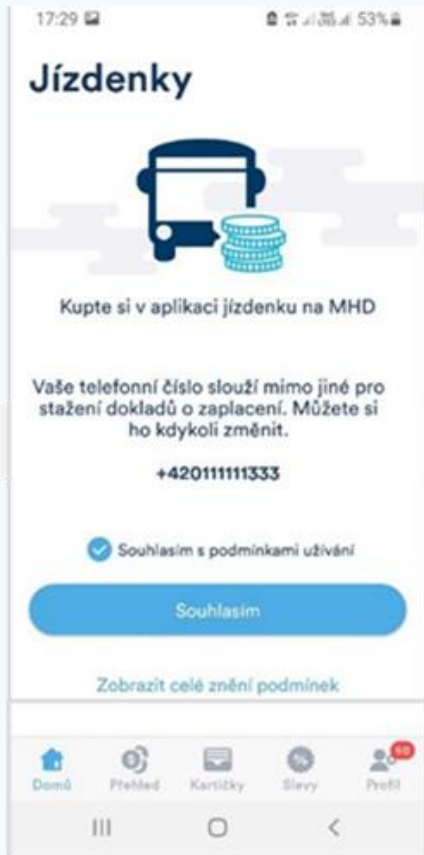 17:29 53%
Jízdenky
Kupte si v aplikaci jízdenku na MHD
Vaše telefonní číslo slouží mimo jiné pro
stažení dokladů o zaplacení. Můžete si
ho kdykoli změnit.
+420111111333
Souhlasím s podmínkami užívání
Souhlasím
Zobrazit celé znění podmínek
Domů Přehled Kartičky Slevy Profil